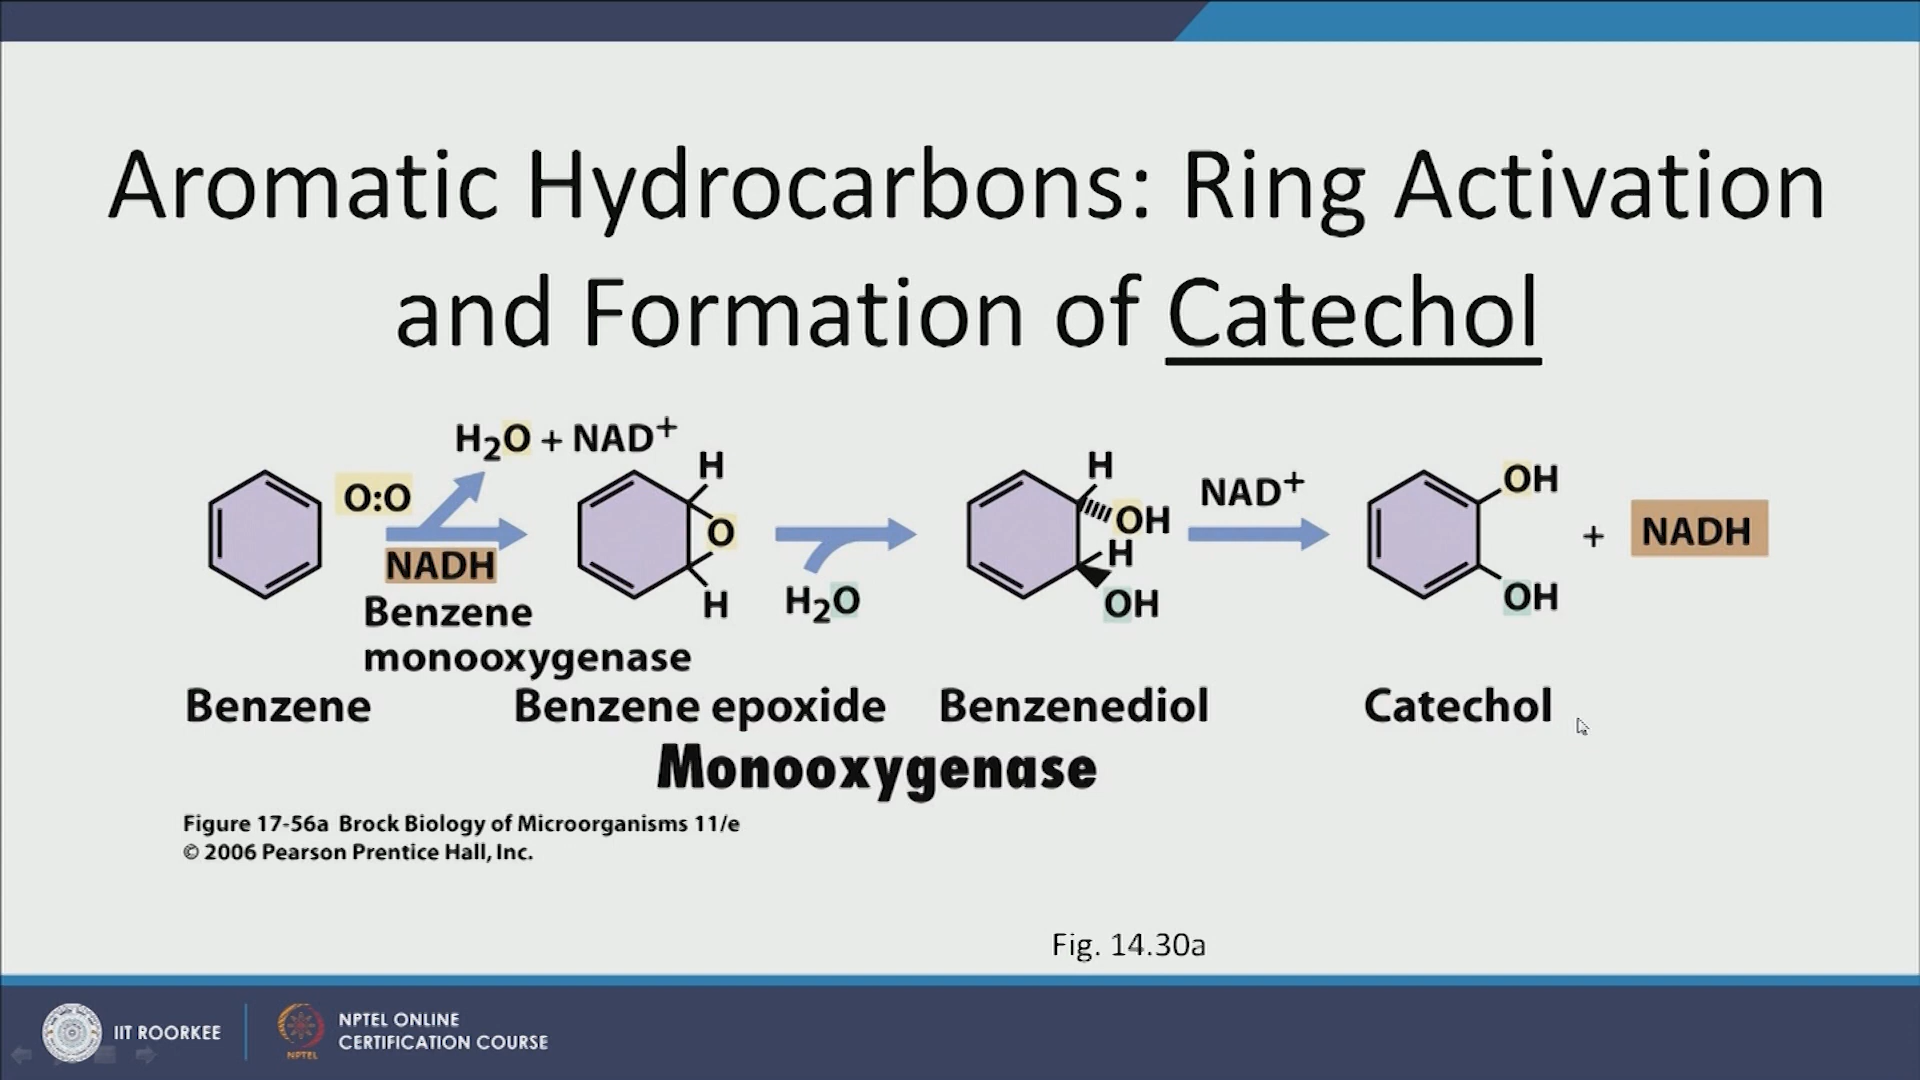 Aromatic Hydrocarbons: Ring Activation
and Formation of Catechol
H₂O + NAD⁺
O:O
NADH
Benzene
monooxygenase
H
O
H
H₂O
H
OH
H
OH
NAD⁺
OH
OH
+ NADH
Benzene
Benzene epoxide
Benzenediol
Catechol
Monooxygenase
Figure 17-56a Brock Biology of Microorganisms 11/e
© 2006 Pearson Prentice Hall, Inc.
Fig. 14.30a
IIT ROORKEE
NPTEL
NPTEL ONLINE
CERTIFICATION COURSE